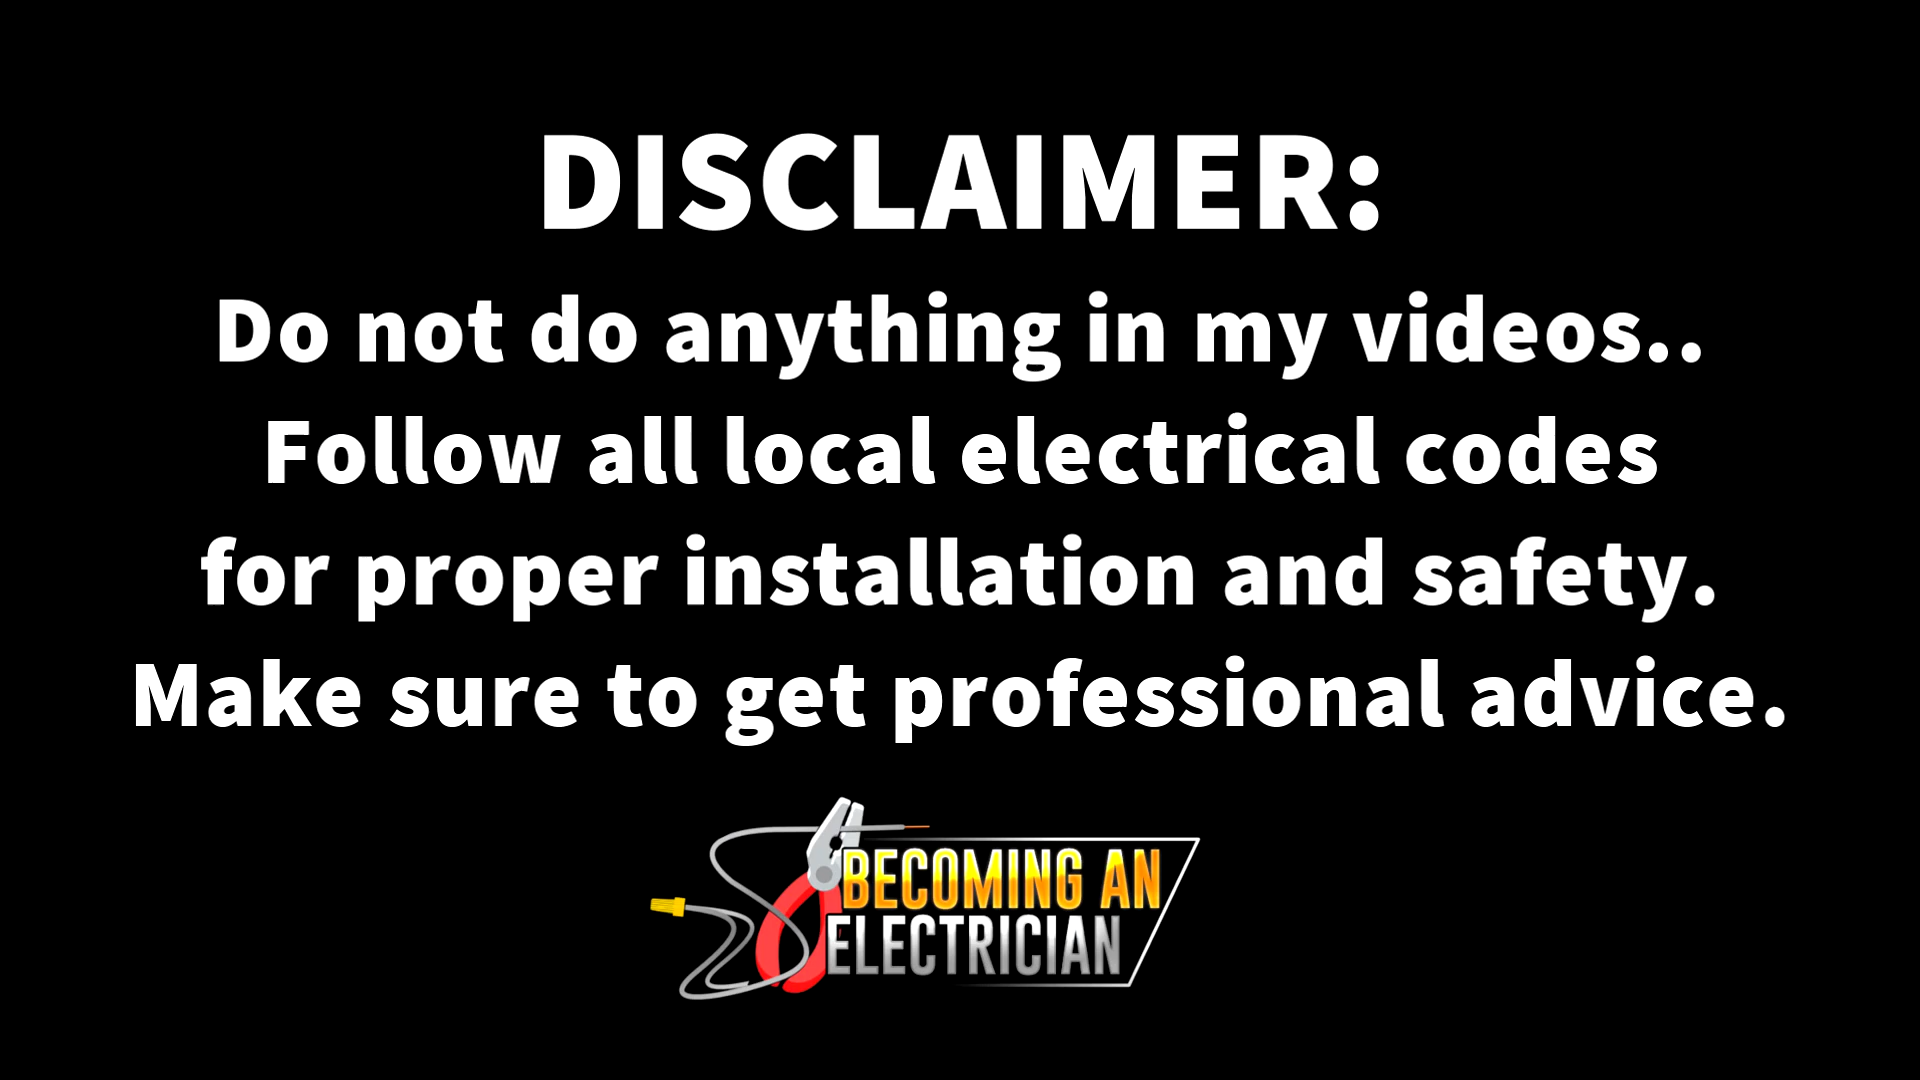 DISCLAIMER:
Do not do anything in my videos..
Follow all local electrical codes
for proper installation and safety.
Make sure to get professional advice.
BECOMING AN
ELECTRICIAN